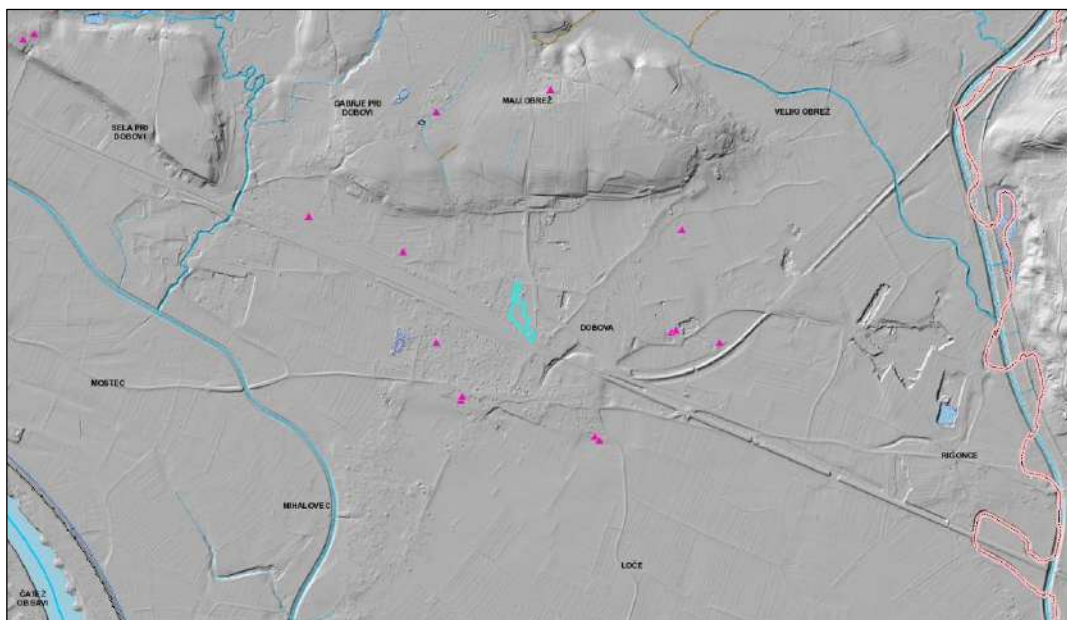 SELA PRI
DOBOVI
GABRJE PRI
DOBOVI
MALI OBREŽ
VELIKI OBREŽ
DOBOVA
MOSTEC
RIGONCE
MIHALOVEC
LOČE
ČATEŽ
OB SAVI